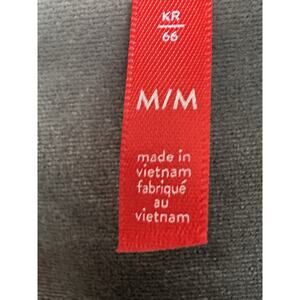 KR
66
M/M
made in
vietnam
fabriqué
au
vietnam